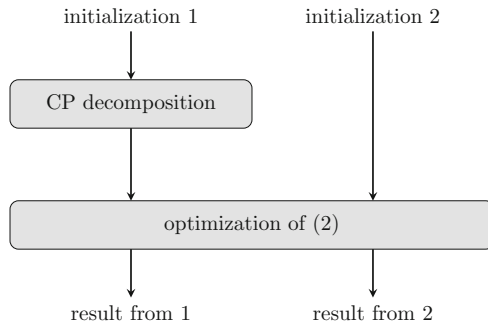 initialization 1
initialization 2
CP decomposition
optimization of (2)
result from 1
result from 2